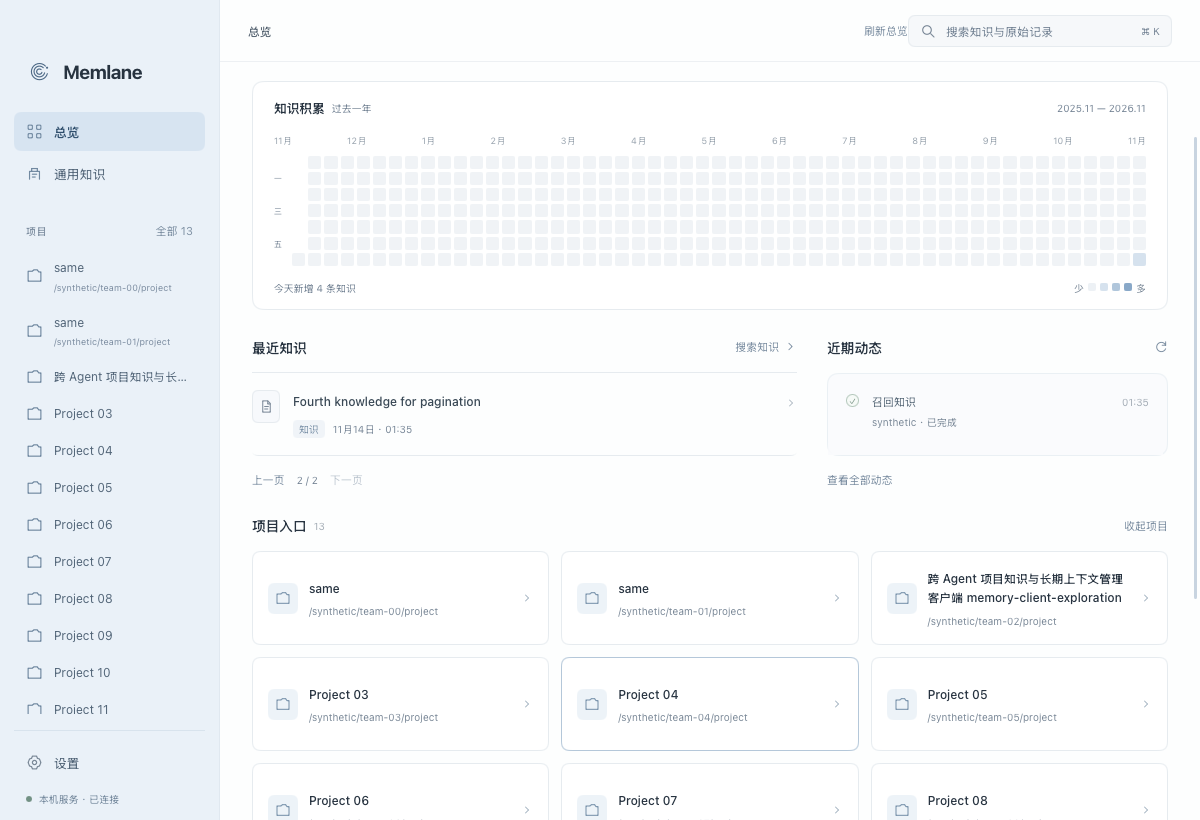 Memlane
总览
通用知识
项目
全部 13
same
/synthetic/team-00/project
same
/synthetic/team-01/project
跨 Agent 项目知识与长...
Project 03
Project 04
Project 05
Project 06
Project 07
Project 08
Project 09
Project 10
Project 11
设置
本机服务 · 已连接
总览
刷新总览
搜索知识与原始记录
⌘ K
知识积累 过去一年
2025.11 — 2026.11
11月 12月 1月 2月 3月 4月 5月 6月 7月 8月 9月 10月 11月
一
三
五
今天新增 4 条知识
少 多
最近知识
搜索知识
Fourth knowledge for pagination
知识 11月14日 · 01:35
上一页 2 / 2 下一页
近期动态
召回知识 01:35
synthetic · 已完成
查看全部动态
项目入口 13
收起项目
same
/synthetic/team-00/project
same
/synthetic/team-01/project
跨 Agent 项目知识与长期上下文管理
客户端 memory-client-exploration
/synthetic/team-02/project
Project 03
/synthetic/team-03/project
Project 04
/synthetic/team-04/project
Project 05
/synthetic/team-05/project
Project 06
Project 07
Project 08